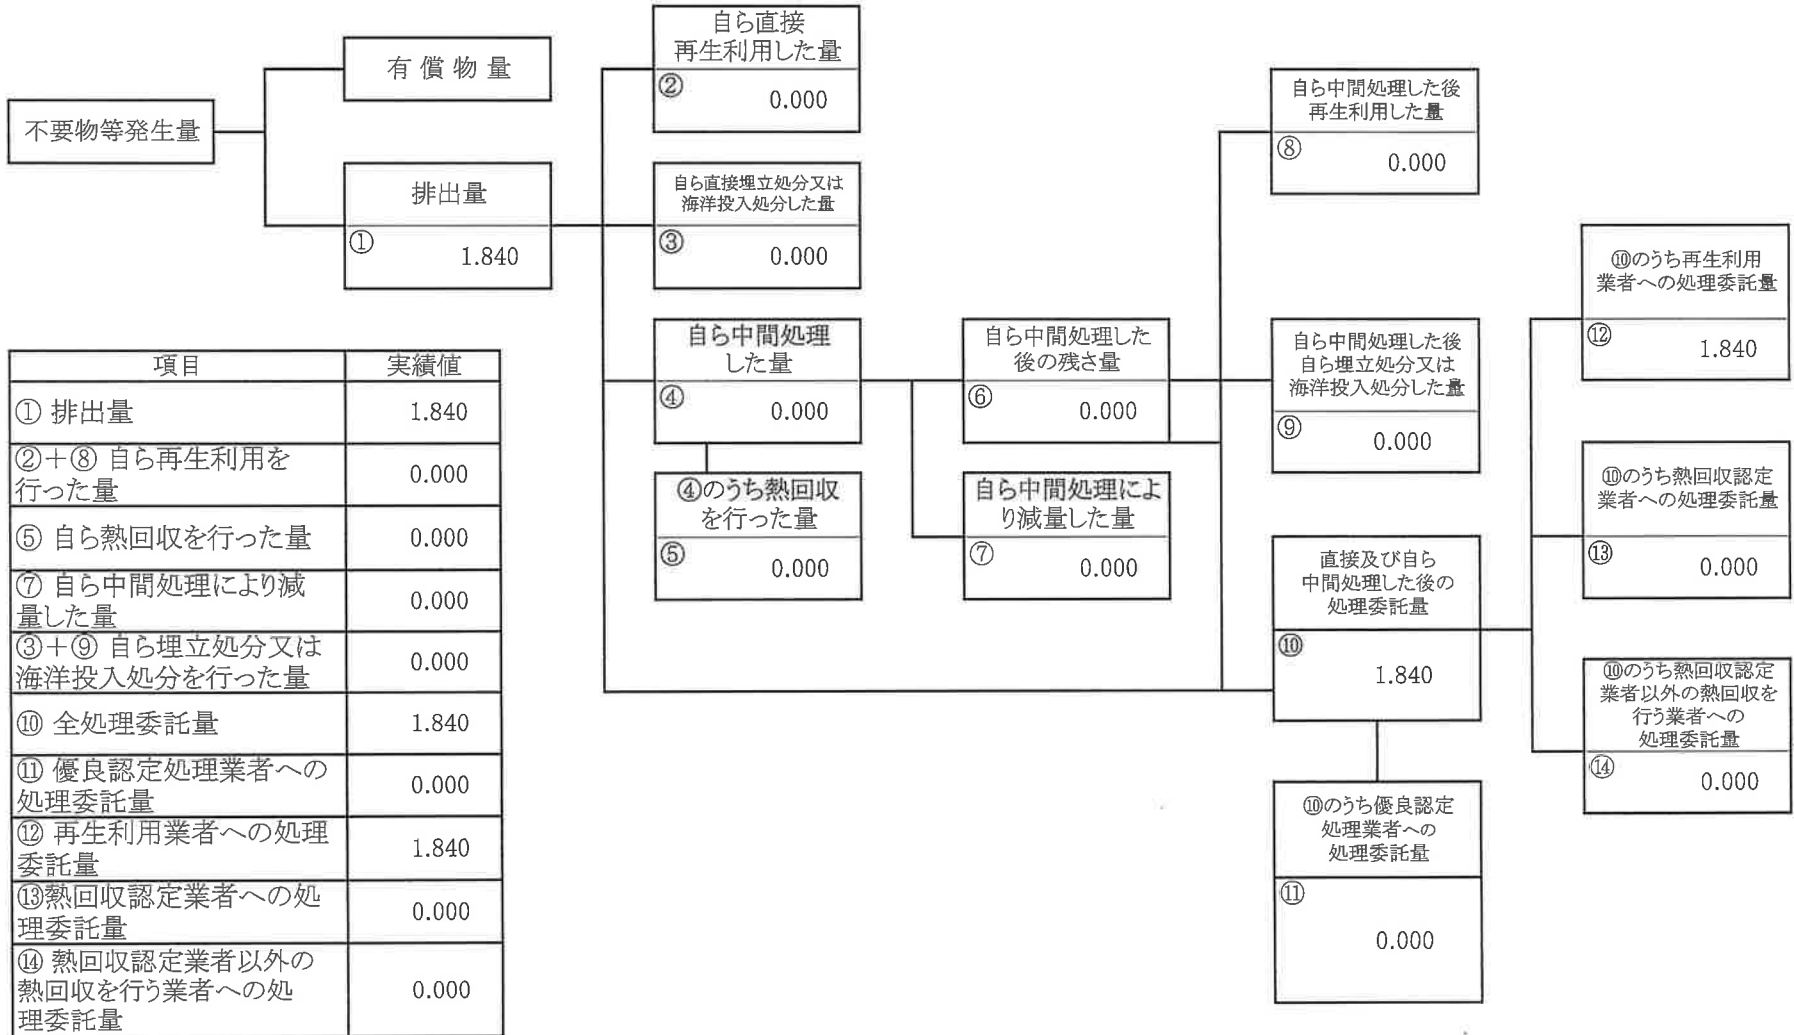 不要物等発生量
有償物量
排出量
①
1.840
自ら直接
再生利用した量
②
0.000
自ら直接埋立処分又は
海洋投入処分した量
③
0.000
自ら中間処理
した量
④
0.000
④のうち熱回収
を行った量
⑤
0.000
自ら中間処理した
後の残さ量
⑥
0.000
自ら中間処理によ
り減量した量
⑦
0.000
自ら中間処理した後
再生利用した量
⑧
0.000
自ら中間処理した後
自ら埋立処分又は
海洋投入処分した量
⑨
0.000
直接及び自ら
中間処理した後の
処理委託量
⑩
1.840
⑩のうち優良認定
処理業者への
処理委託量
⑪
0.000
⑩のうち再生利用
業者への処理委託量
⑫
1.840
⑩のうち熱回収認定
業者への処理委託量
⑬
0.000
⑩のうち熱回収認定
業者以外の熱回収を
行う業者への
処理委託量
⑭
0.000
項目 実績値
① 排出量 1.840
②+⑧ 自ら再生利用を
行った量 0.000
⑤ 自ら熱回収を行った量 0.000
⑦ 自ら中間処理により減
量した量 0.000
③+⑨ 自ら埋立処分又は
海洋投入処分を行った量 0.000
⑩ 全処理委託量 1.840
⑪ 優良認定処理業者への
処理委託量 0.000
⑫ 再生利用業者への処理
委託量 1.840
⑬熱回収認定業者への処
理委託量 0.000
⑭ 熱回収認定業者以外の
熱回収を行う業者への処
理委託量 0.000